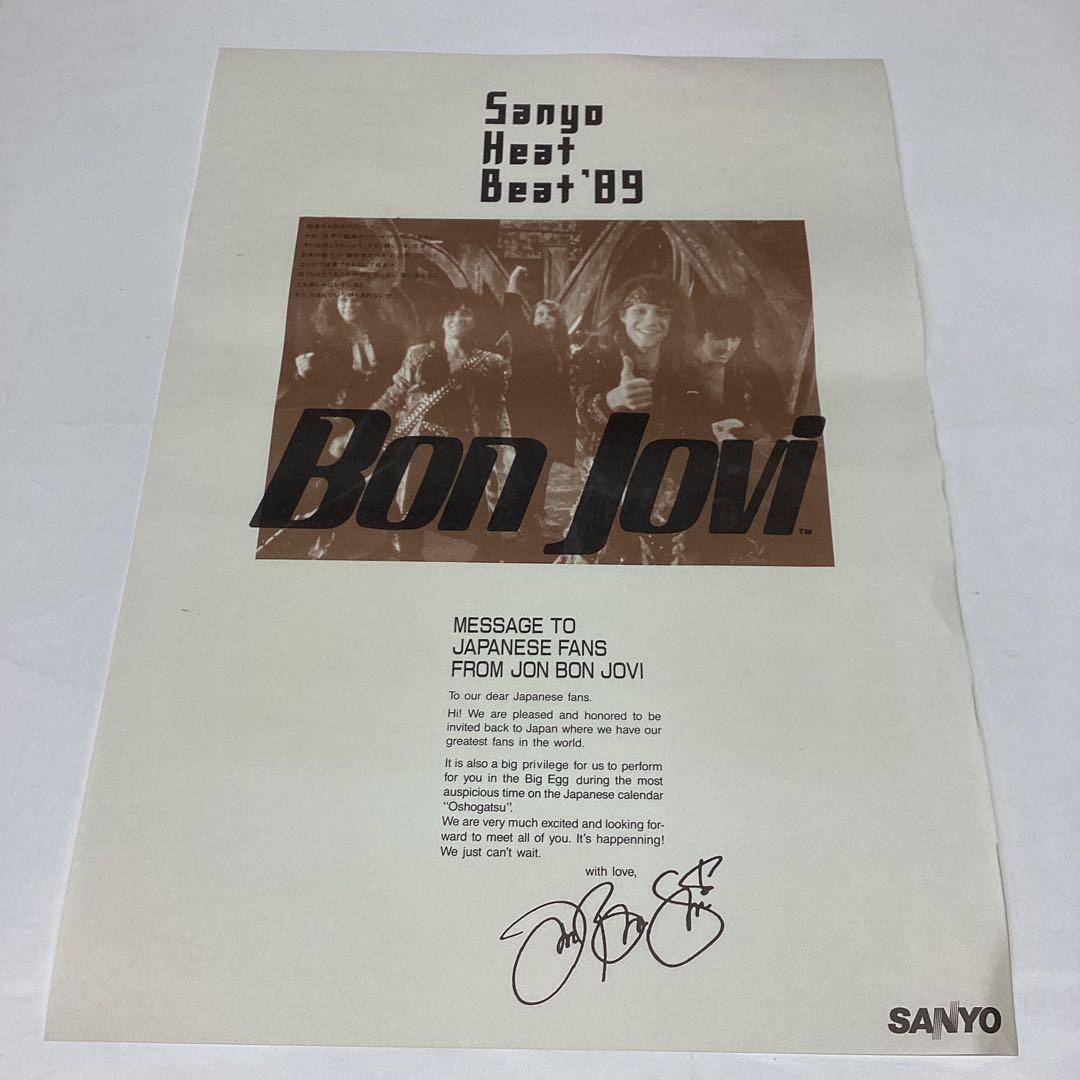 Sanyo
Heat
Beat '89
Bon Jovi
TM
MESSAGE TO
JAPANESE FANS
FROM JON BON JOVI
To our dear Japanese fans.
Hi! We are pleased and honored to be
invited back to Japan where we have our
greatest fans in the world.
It is also a big privilege for us to perform
for you in the Big Egg during the most
auspicious time on the Japanese calendar
"Oshogatsu".
We are very much excited and looking for-
ward to meet all of you. It's happenning!
We just can't wait.
with love,
SANYO